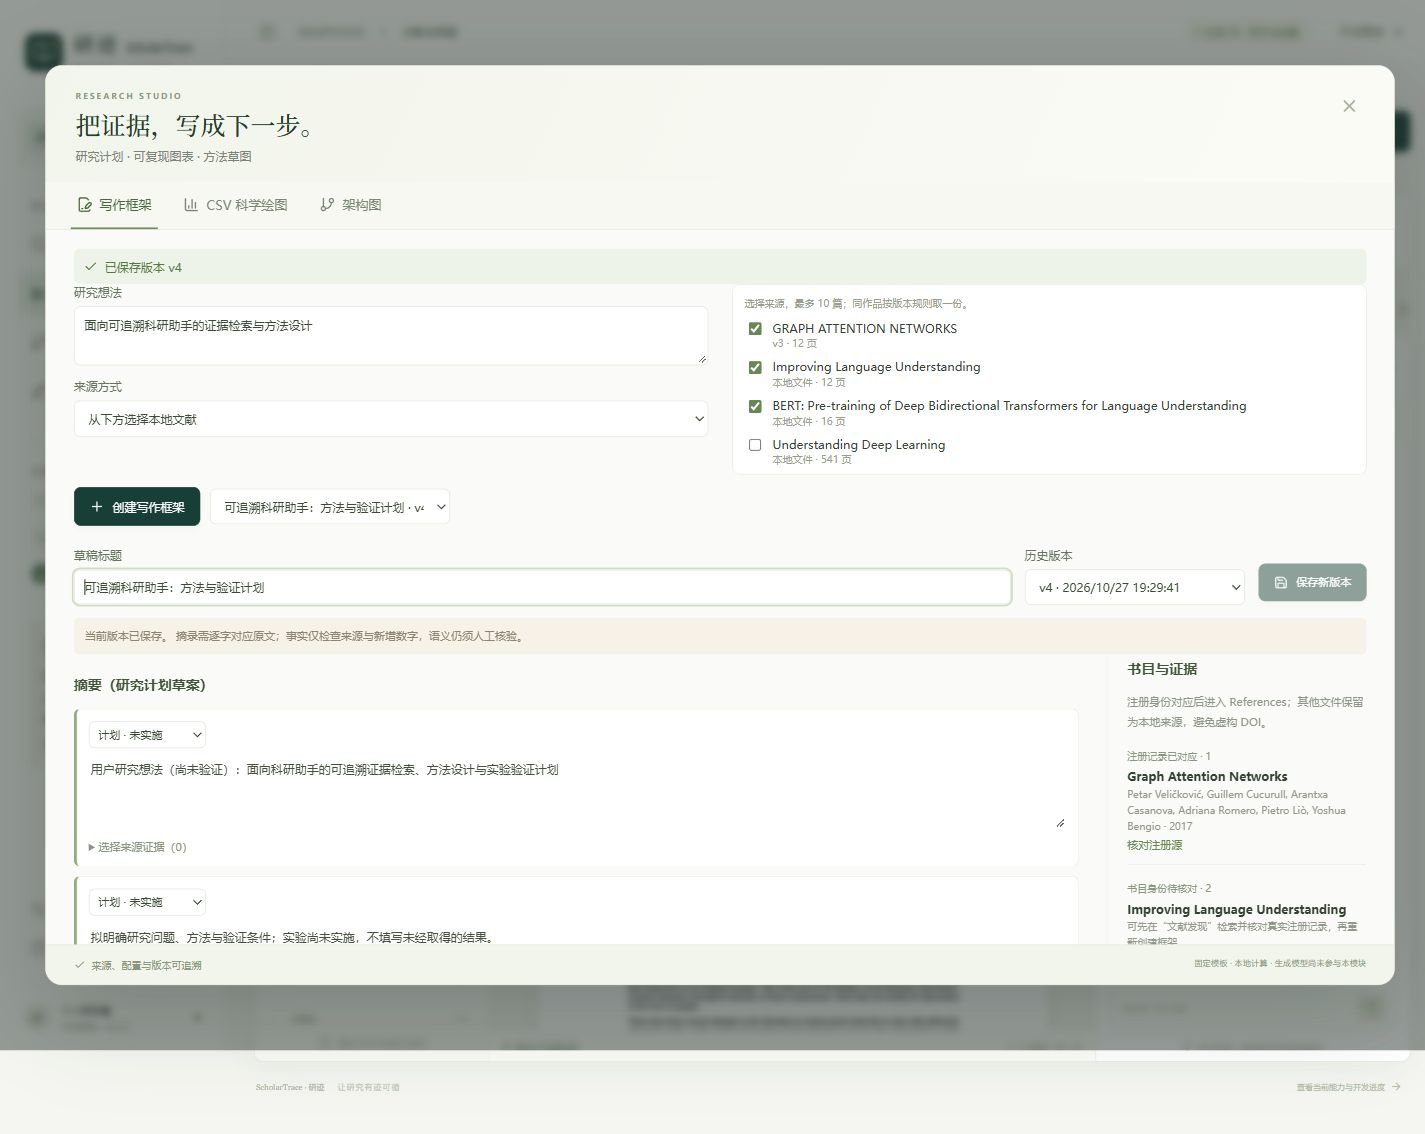 研迹
RESEARCH STUDIO
把证据，写成下一步。
研究计划 · 可复现图表 · 方法草图
写作框架
CSV 科学绘图
架构图
已保存版本 v4
研究想法
面向可追溯科研助手的证据检索与方法设计
来源方式
从下方选择本地文献
选择来源，最多 10 篇；同作品按版本规则取一份。
GRAPH ATTENTION NETWORKS
v3 · 12 页
Improving Language Understanding
本地文件 · 12 页
BERT: Pre-training of Deep Bidirectional Transformers for Language Understanding
本地文件 · 16 页
Understanding Deep Learning
本地文件 · 541 页
创建写作框架
可追溯科研助手：方法与验证计划 · v4
草稿标题
可追溯科研助手：方法与验证计划
历史版本
v4 · 2026/10/27 19:29:41
保存新版本
当前版本已保存。 摘录需逐字对应原文；事实仅检查来源与新增数字，语义仍须人工核验。
摘要（研究计划草案）
计划 · 未实施
用户研究想法（尚未验证）：面向科研助手的可追溯证据检索、方法设计与实验验证计划
选择来源证据（0）
计划 · 未实施
拟明确研究问题、方法与验证条件；实验尚未实施，不填写未经取得的结果。
书目与证据
注册身份对应后进入 References；其他文件保留
为本地来源，避免虚构 DOI。
注册记录已对应 · 1
Graph Attention Networks
Petar Veličković, Guillem Cucurull, Arantxa
Casanova, Adriana Romero, Pietro Liò, Yoshua
Bengio · 2017
核对注册源
书目身份待核对 · 2
Improving Language Understanding
可先在“文献发现”检索并核对真实注册记录，再重
新创建框架
来源、配置与版本可追溯
固定模板 · 本地计算 · 生成模型尚未参与本模块
ScholarTrace · 研迹
让研究有迹可循
查看当前能力与开发进度